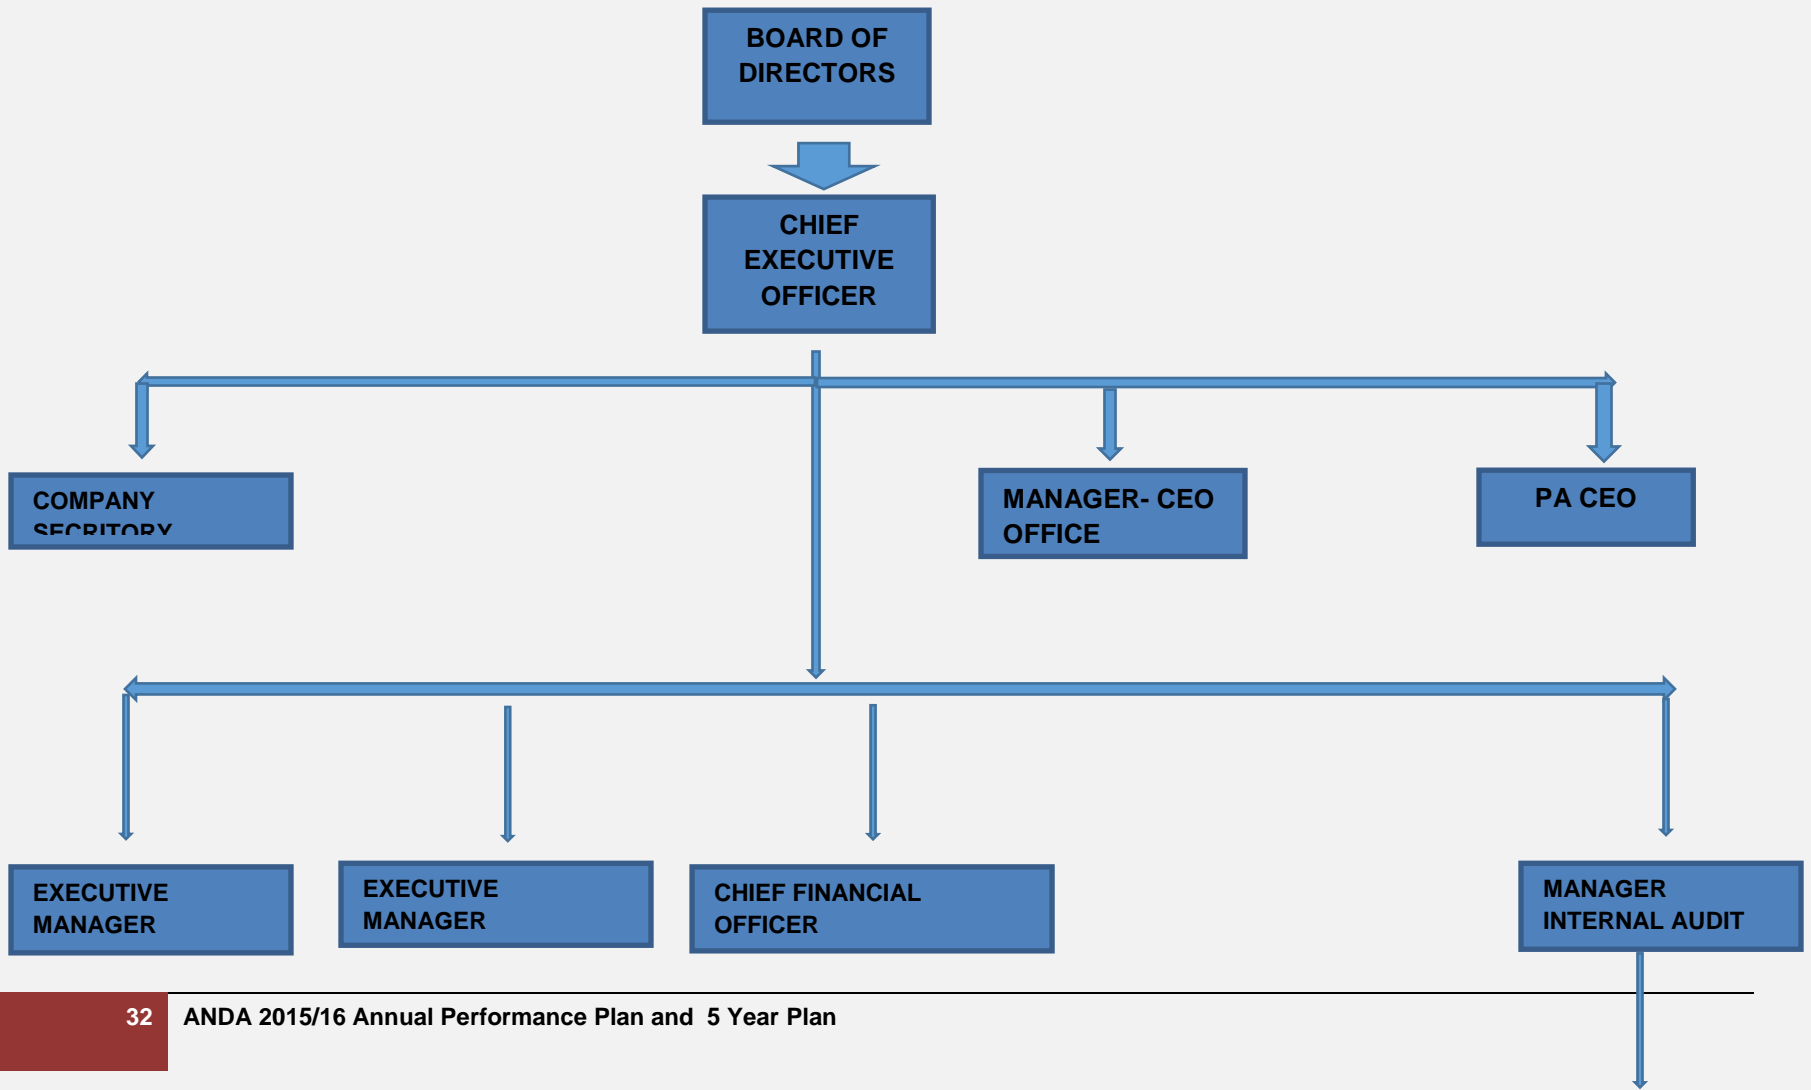 BOARD OF
DIRECTORS
CHIEF
EXECUTIVE
OFFICER
COMPANY
SECRITORY
MANAGER- CEO
OFFICE
PA CEO
EXECUTIVE
MANAGER
EXECUTIVE
MANAGER
CHIEF FINANCIAL
OFFICER
MANAGER
INTERNAL AUDIT
32 ANDA 2015/16 Annual Performance Plan and 5 Year Plan